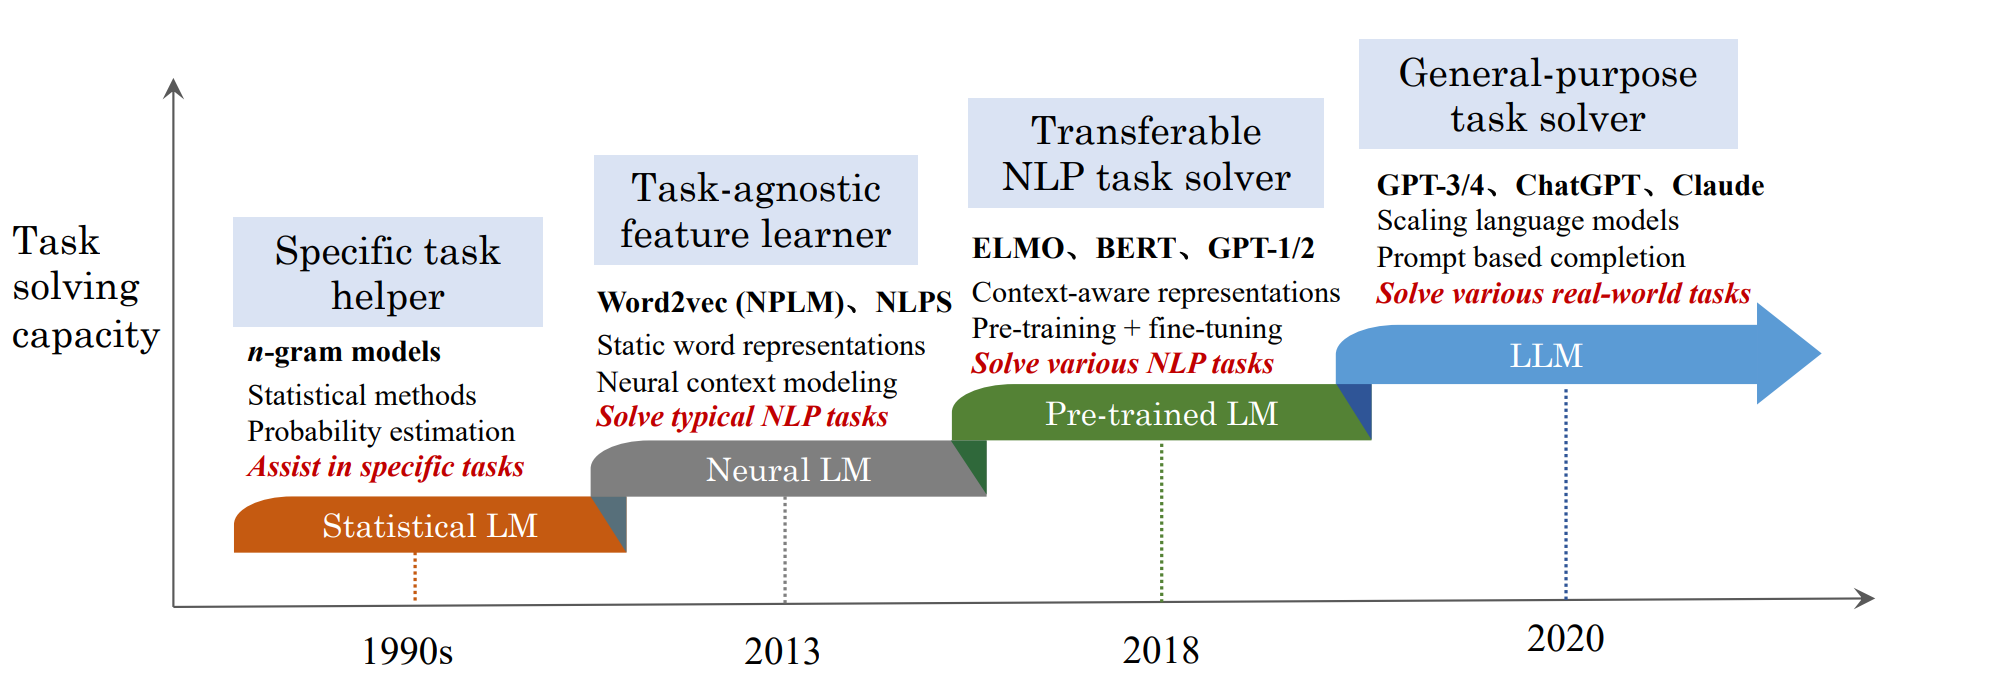 Task
solving
capacity
Specific task
helper
n-gram models
Statistical methods
Probability estimation
Assist in specific tasks
Statistical LM
1990s
Task-agnostic
feature learner
Word2vec (NPLM)、NLPS
Static word representations
Neural context modeling
Solve typical NLP tasks
Neural LM
2013
Transferable
NLP task solver
ELMO、BERT、GPT-1/2
Context-aware representations
Pre-training + fine-tuning
Solve various NLP tasks
Pre-trained LM
2018
General-purpose
task solver
GPT-3/4、ChatGPT、Claude
Scaling language models
Prompt based completion
Solve various real-world tasks
LLM
2020